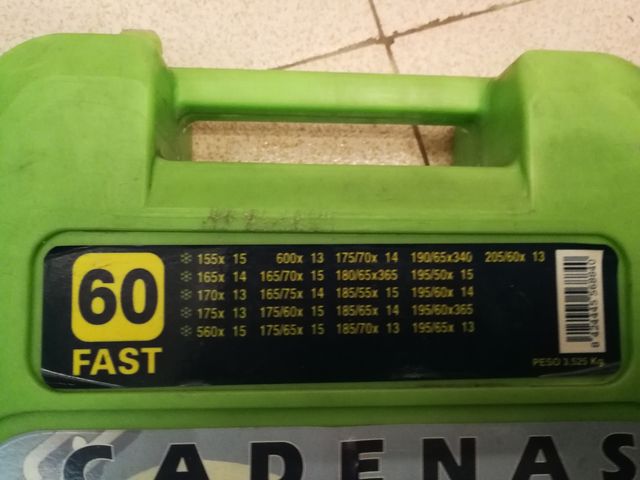 60
FAST
155x 15 600x 13 175/70x 14 190/65x340 205/60x 13
165x 14 165/70x 15 180/65x365 195/50x 15
170x 13 165/75x 14 185/55x 15 195/60x 14
175x 13 175/60x 15 185/65x 14 195/60x365
560x 15 175/65x 15 185/70x 13 195/65x 13
8 424445 568940
PESO 3,525 Kg
CADENAS